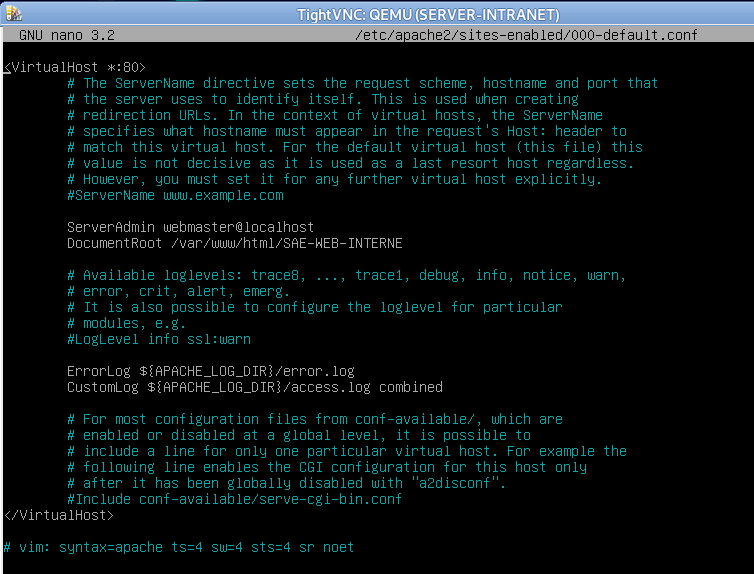 TightVNC: QEMU (SERVER-INTRANET)
GNU nano 3.2 /etc/apache2/sites-enabled/000-default.conf
<VirtualHost *:80>
# The ServerName directive sets the request scheme, hostname and port that
# the server uses to identify itself. This is used when creating
# redirection URLs. In the context of virtual hosts, the ServerName
# specifies what hostname must appear in the request's Host: header to
# match this virtual host. For the default virtual host (this file) this
# value is not decisive as it is used as a last resort host regardless.
# However, you must set it for any further virtual host explicitly.
#ServerName www.example.com
ServerAdmin webmaster@localhost
DocumentRoot /var/www/html/SAE-WEB-INTERNE
# Available loglevels: trace8, ..., trace1, debug, info, notice, warn,
# error, crit, alert, emerg.
# It is also possible to configure the loglevel for particular
# modules, e.g.
#LogLevel info ssl:warn
ErrorLog ${APACHE_LOG_DIR}/error.log
CustomLog ${APACHE_LOG_DIR}/access.log combined
# For most configuration files from conf-available/, which are
# enabled or disabled at a global level, it is possible to
# include a line for only one particular virtual host. For example the
# following line enables the CGI configuration for this host only
# after it has been globally disabled with "a2disconf".
#Include conf-available/serve-cgi-bin.conf
</VirtualHost>
# vim: syntax=apache ts=4 sw=4 sts=4 sr noet